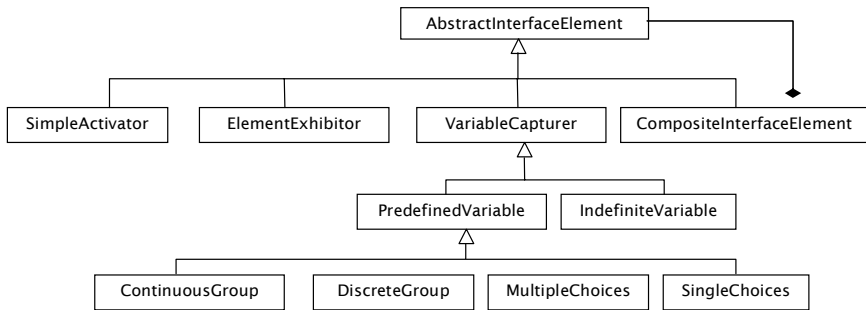 AbstractInterfaceElement
SimpleActivator
ElementExhibitor
VariableCapturer
CompositeInterfaceElement
PredefinedVariable
IndefiniteVariable
ContinuousGroup
DiscreteGroup
MultipleChoices
SingleChoices